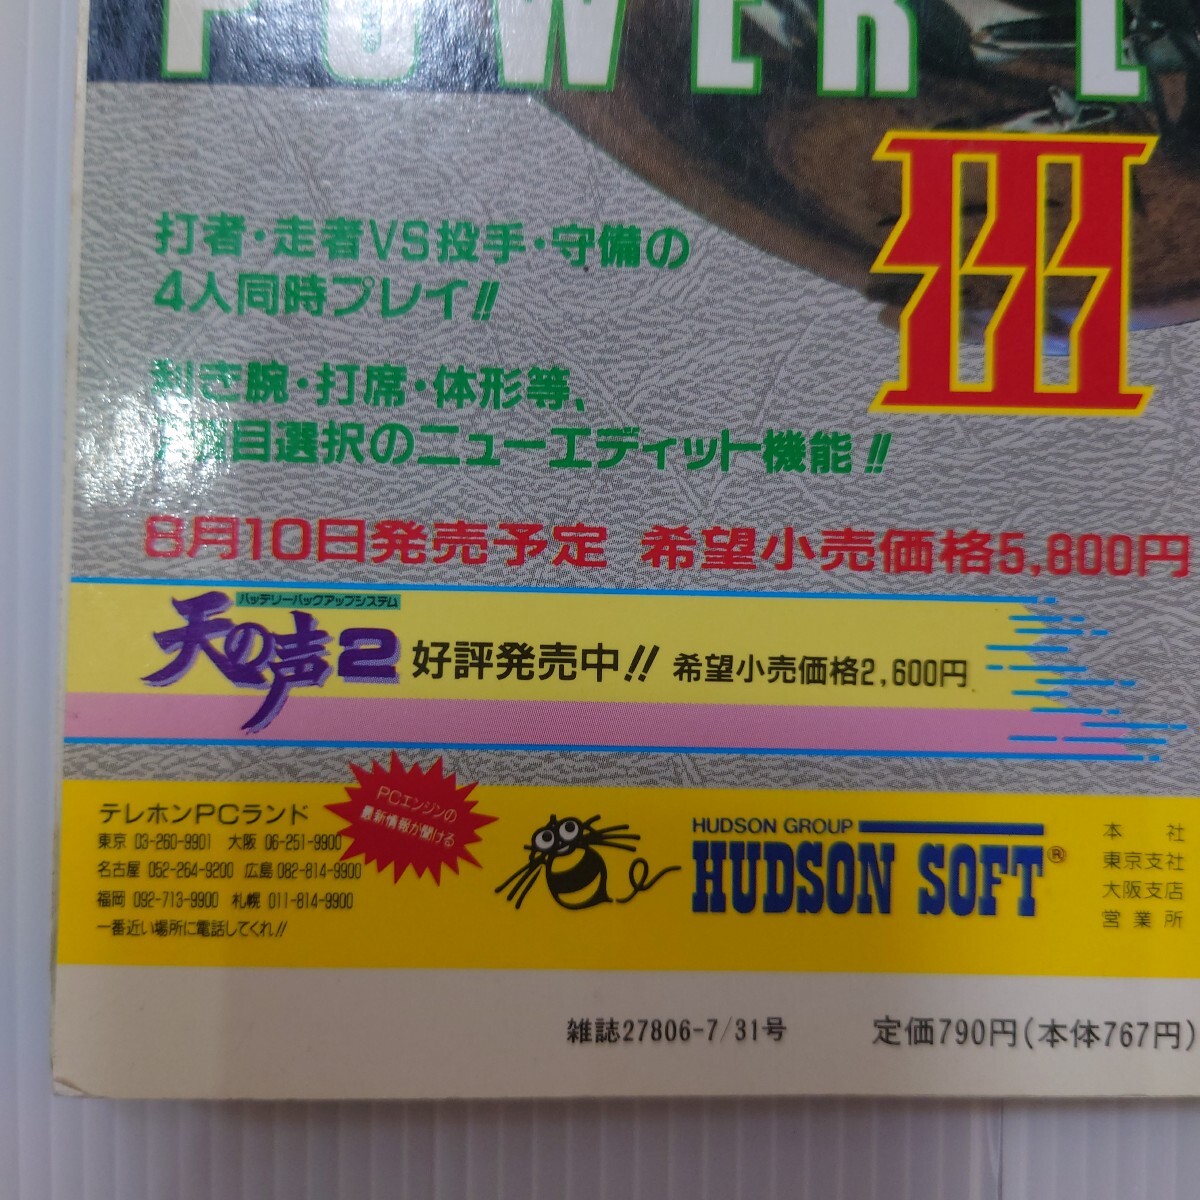 POWER L
III
打者・走者VS投手・守備の
4人同時プレイ!!
利き腕・打席・体形等、
項目選択のニューエディット機能!!
8月10日発売予定 希望小売価格5,800円
バッテリーバックアップシステム
天の声2 好評発売中!! 希望小売価格2,600円
テレホンPCランド
東京 03-260-9901 大阪 06-251-9900
名古屋 052-264-9200 広島 082-814-9900
福岡 092-713-9900 札幌 011-814-9900
一番近い場所に電話してくれ!!
PCエンジンの
最新情報が聞ける
HUDSON GROUP
HUDSON SOFT®
本社
東京支社
大阪支店
営業所
雑誌27806-7/31号 定価790円(本体767円)